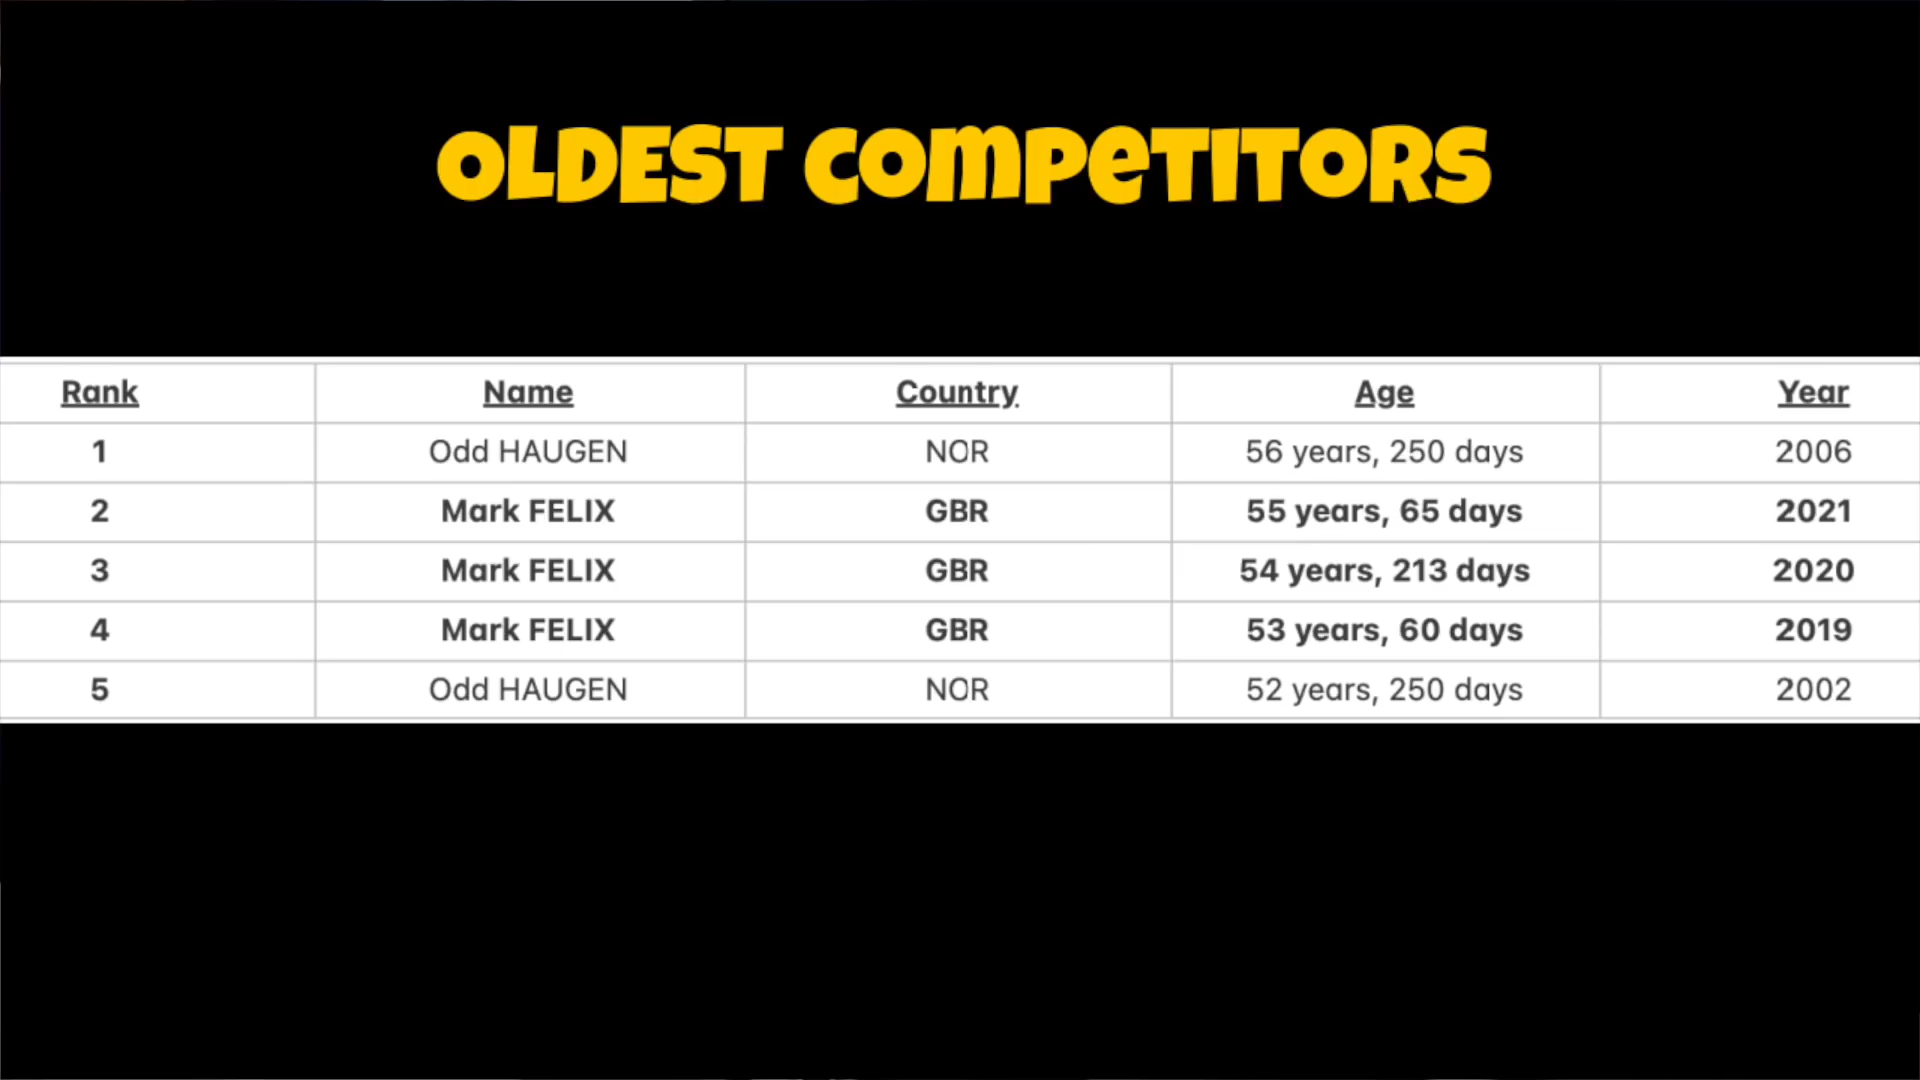 OLDEST COMPETITORS
Rank Name Country Age Year
1 Odd HAUGEN NOR 56 years, 250 days 2006
2 Mark FELIX GBR 55 years, 65 days 2021
3 Mark FELIX GBR 54 years, 213 days 2020
4 Mark FELIX GBR 53 years, 60 days 2019
5 Odd HAUGEN NOR 52 years, 250 days 2002